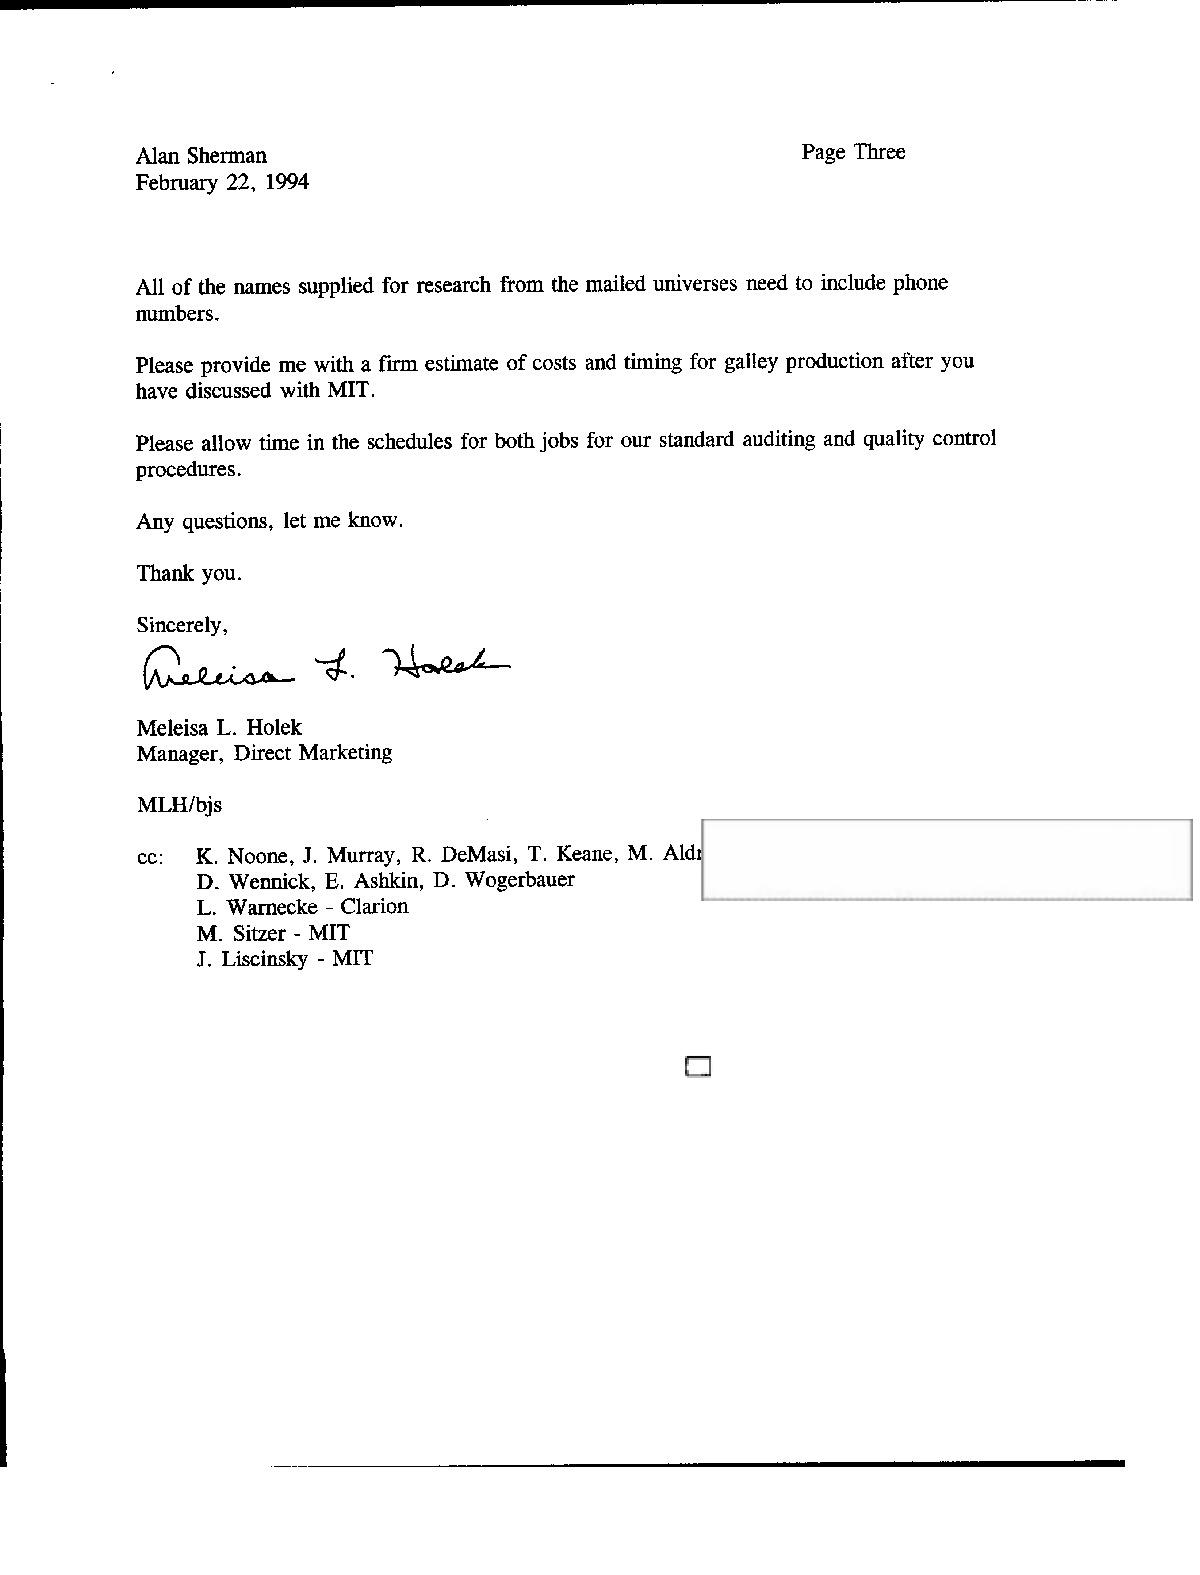 Alan Sherman
Page Three
February 22, 1994
All of the names supplied for research from the mailed universes need to include phone
numbers.
Please provide me with a firm estimate of costs and timing for galley production after you
have discussed with MIT.
Please allow time in the schedules for both jobs for our standard auditing and quality control
procedures.
Any questions, let me know.
Thank you.
Sincerely,
Meleisa L. Holek
Meleisa L. Holek
Manager, Direct Marketing
MLH/bjs
cc: K. Noone, J. Murray, R. DeMasi, T. Keane, M.
D. Wennick, E. Ashkin, D. Wogerbauer
L. Warnecke - Clarion
M. Sitzer - MIT
J. Liscinsky - MIT